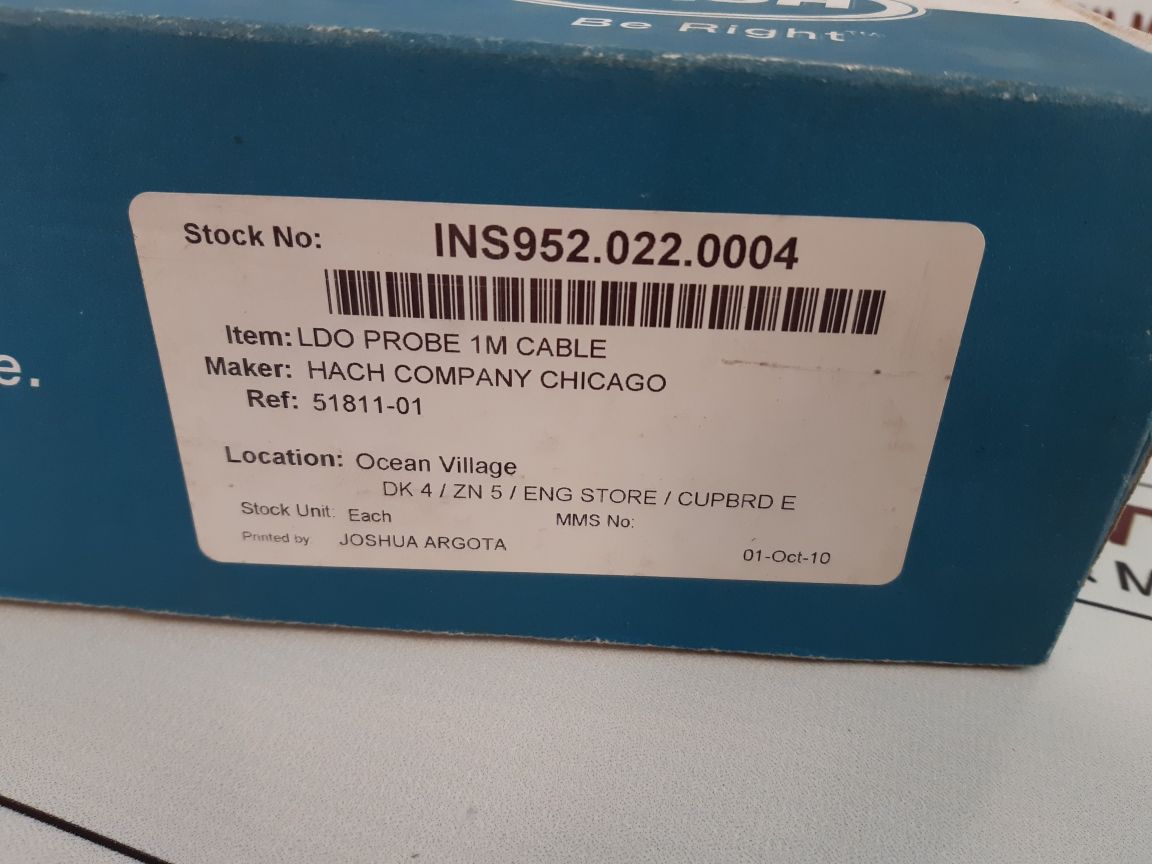 Be Right™
Stock No: INS952.022.0004
Item: LDO PROBE 1M CABLE
Maker: HACH COMPANY CHICAGO
Ref: 51811-01
Location: Ocean Village
DK 4 / ZN 5 / ENG STORE / CUPBRD E
Stock Unit: Each MMS No:
Printed by JOSHUA ARGOTA 01-Oct-10
e.